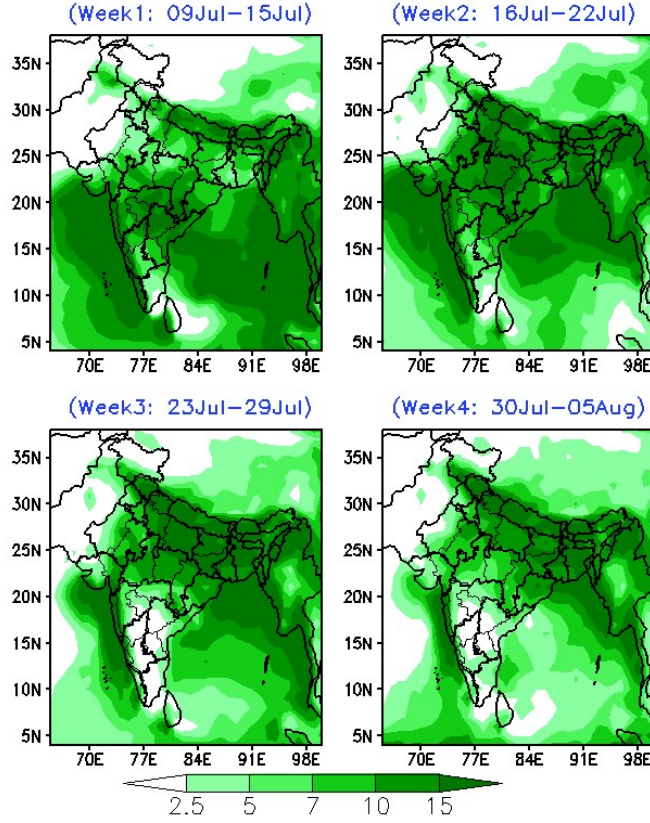 (Week1: 09Jul–15Jul) (Week2: 16Jul–22Jul)
35N 35N
30N 30N
25N 25N
20N 20N
15N 15N
10N 10N
5N 5N
70E 77E 84E 91E 98E 70E 77E 84E 91E 98E
(Week3: 23Jul–29Jul) (Week4: 30Jul–05Aug)
35N 35N
30N 30N
25N 25N
20N 20N
15N 15N
10N 10N
5N 5N
70E 77E 84E 91E 98E 70E 77E 84E 91E 98E
2.5 5 7 10 15